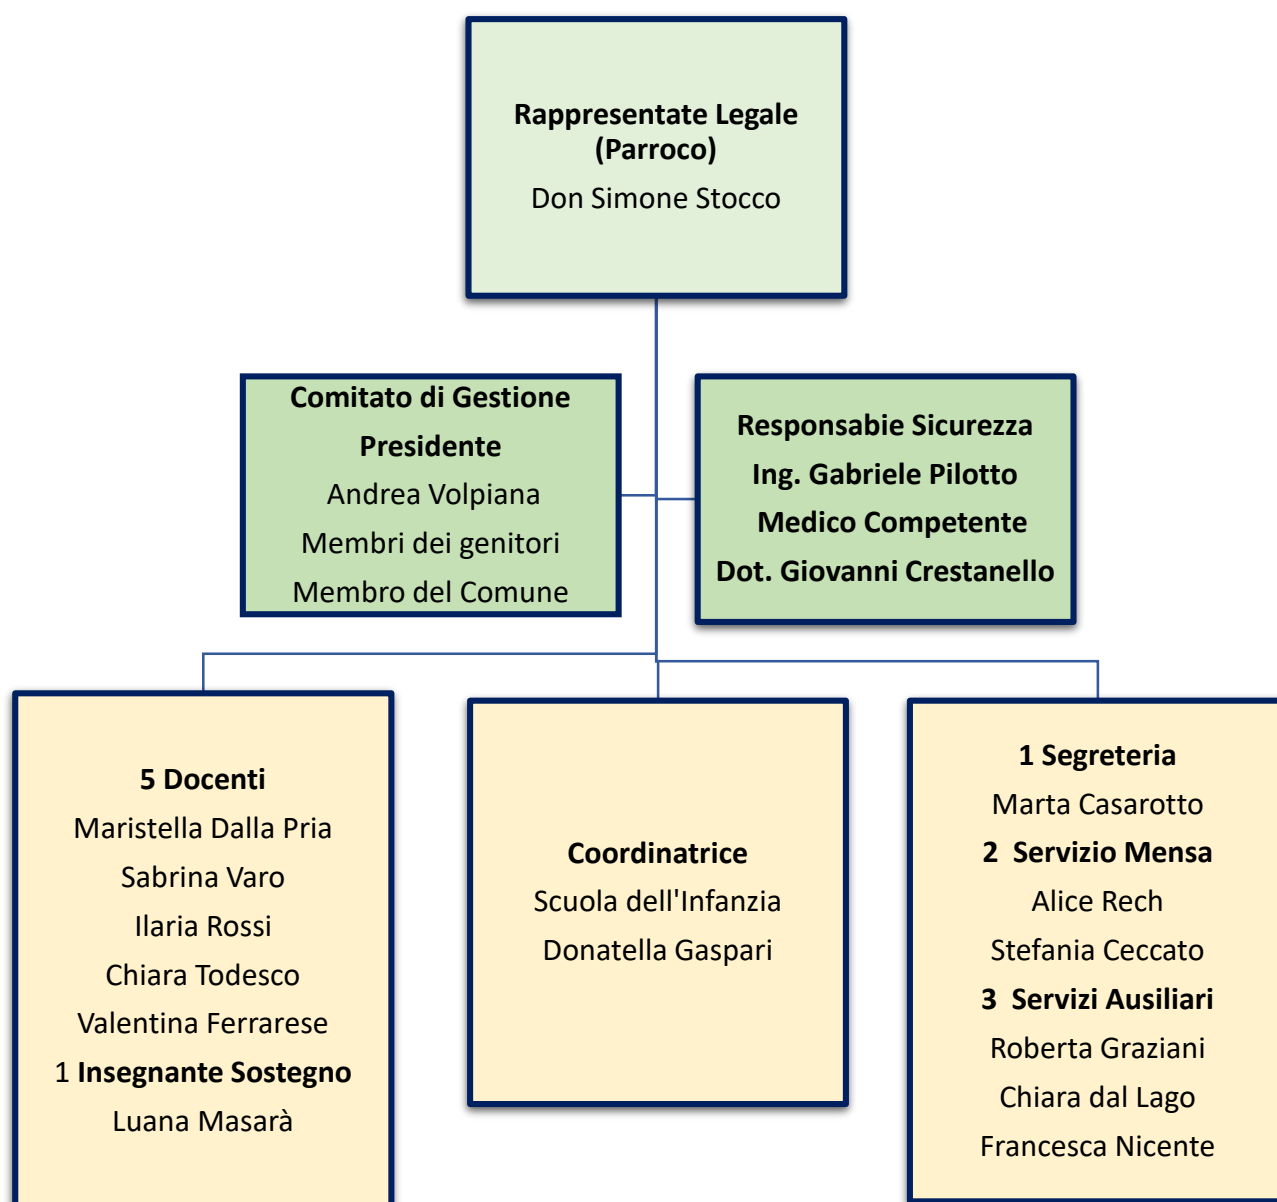 Rappresentate Legale
(Parroco)
Don Simone Stocco
Comitato di Gestione
Presidente
Andrea Volpiana
Membri dei genitori
Membro del Comune
Responsabie Sicurezza
Ing. Gabriele Pilotto
Medico Competente
Dot. Giovanni Crestanello
5 Docenti
Maristella Dalla Pria
Sabrina Varo
Ilaria Rossi
Chiara Todesco
Valentina Ferrarese
1 Insegnante Sostegno
Luana Masarà
Coordinatrice
Scuola dell'Infanzia
Donatella Gaspari
1 Segreteria
Marta Casarotto
2 Servizio Mensa
Alice Rech
Stefania Ceccato
3 Servizi Ausiliari
Roberta Graziani
Chiara dal Lago
Francesca Nicente